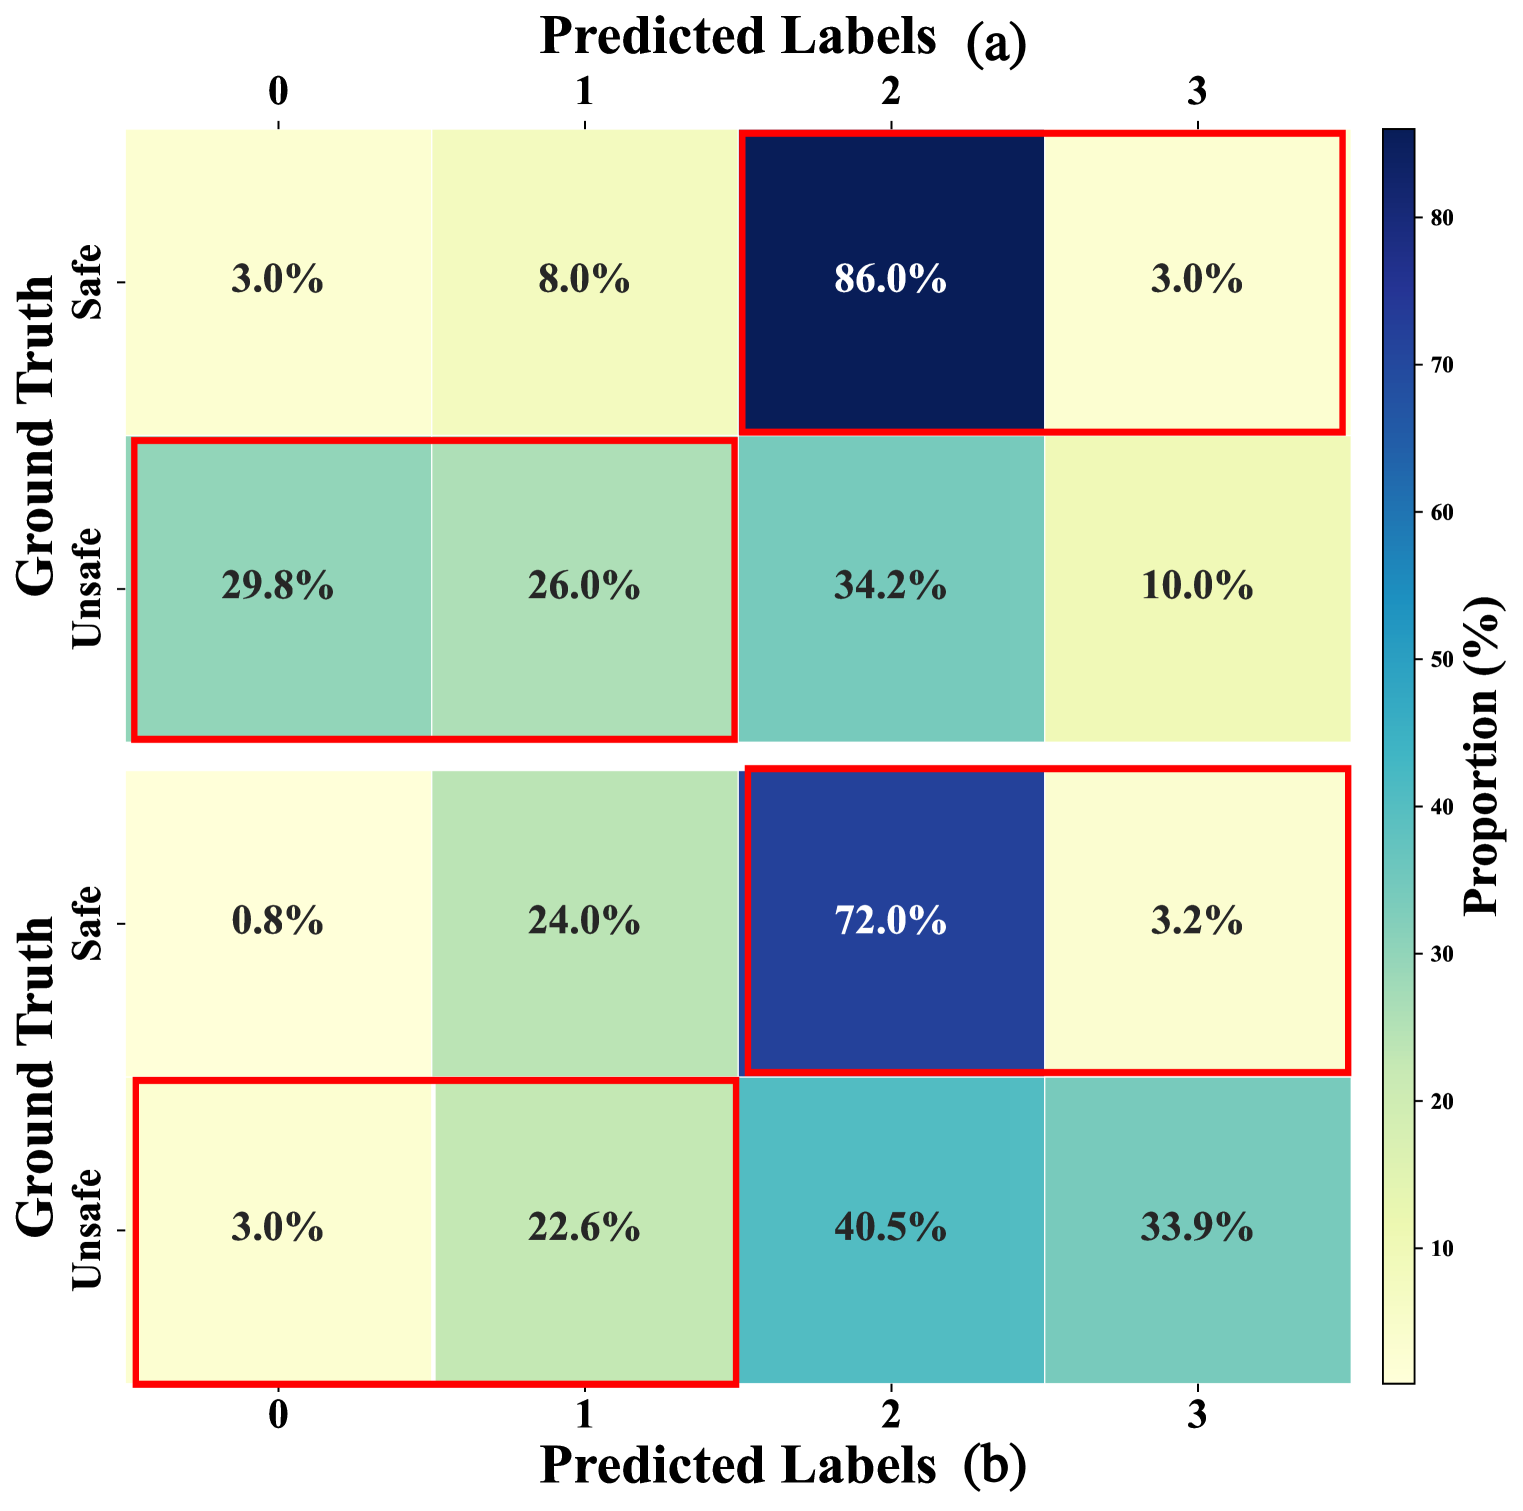 Predicted Labels (a)
0 1 2 3
Ground Truth
Safe
3.0% 8.0% 86.0% 3.0%
Unsafe
29.8% 26.0% 34.2% 10.0%
Ground Truth
Safe
0.8% 24.0% 72.0% 3.2%
Unsafe
3.0% 22.6% 40.5% 33.9%
0 1 2 3
Predicted Labels (b)
80
70
60
50
40
30
20
10
Proportion (%)